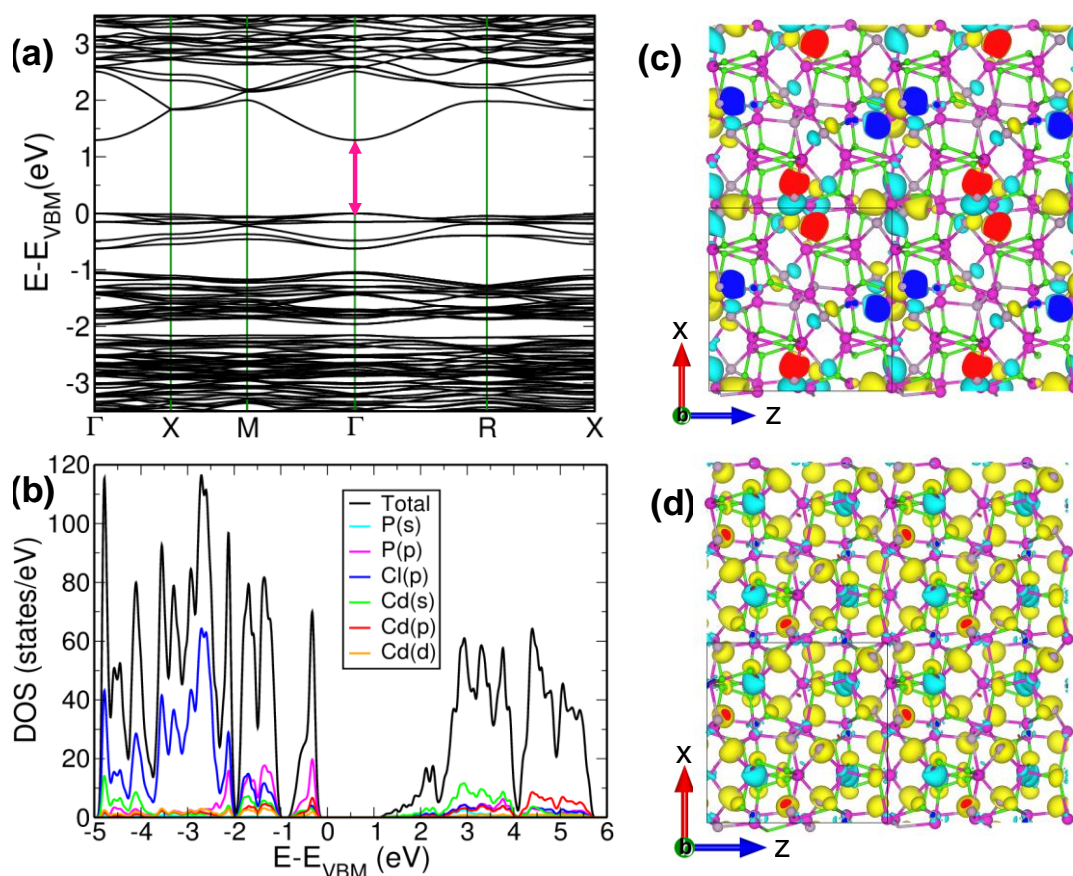 (a)
E-E_VBM(eV)
3
2
1
0
-1
-2
-3
Γ X M Γ R X
(b)
DOS (states/eV)
120
100
80
60
40
20
0
Total
P(s)
P(p)
Cl(p)
Cd(s)
Cd(p)
Cd(d)
-5 -4 -3 -2 -1 0 1 2 3 4 5 6
E-E_VBM (eV)
(c)
x
b
z
(d)
x
b
z